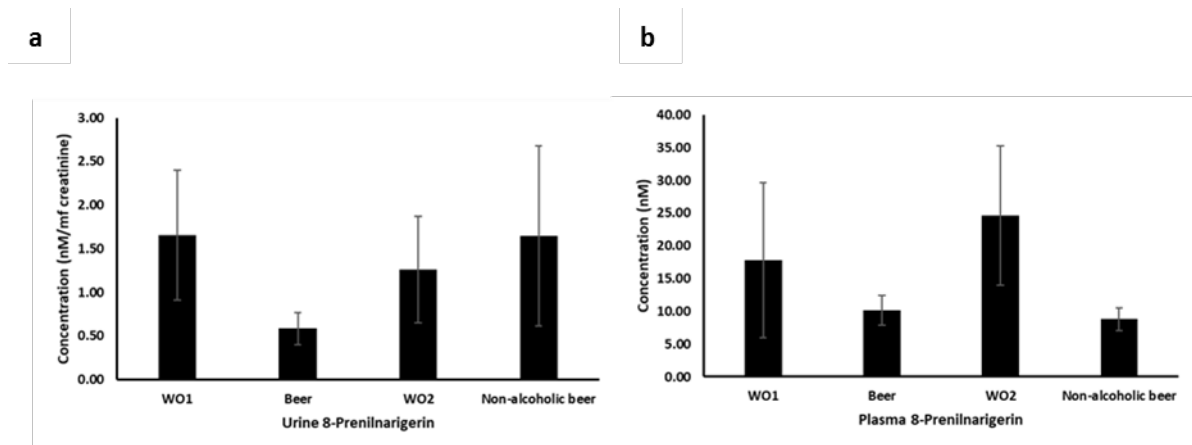 a
b
Concentration (nM/mf creatinine)
3.00
2.50
2.00
1.50
1.00
0.50
0.00
WO1 Beer WO2 Non-alcoholic beer
Urine 8-Prenilnarigerin
Concentration (nM)
40.00
35.00
30.00
25.00
20.00
15.00
10.00
5.00
0.00
WO1 Beer WO2 Non-alcoholic beer
Plasma 8-Prenilnarigerin